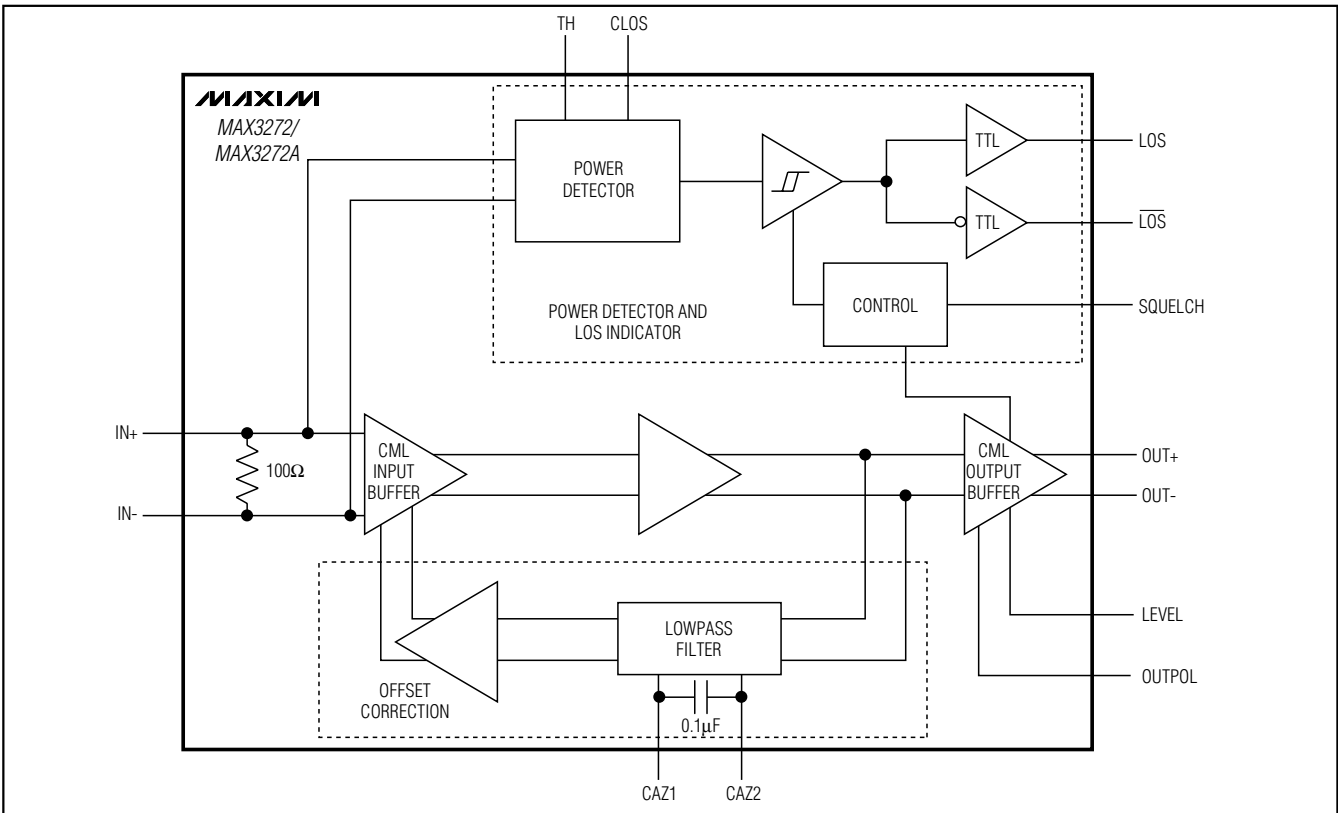 TH
CLOS
MAXIM
MAX3272/
MAX3272A
POWER
DETECTOR
TTL
LOS
TTL
L̅O̅S̅
CONTROL
SQUELCH
POWER DETECTOR AND
LOS INDICATOR
IN+
100Ω
IN-
CML
INPUT
BUFFER
CML
OUTPUT
BUFFER
OUT+
OUT-
LOWPASS
FILTER
OFFSET
CORRECTION
0.1μF
LEVEL
OUTPOL
CAZ1
CAZ2